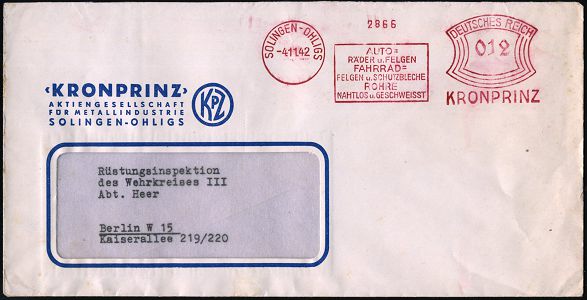 SOLINGEN-OHLIGS
-4.11.42
2866
AUTO=
RÄDER u. FELGEN
FAHRRAD=
FELGEN u. SCHUTZBLECHE
ROHRE
NAHTLOS u. GESCHWEISST
DEUTSCHES REICH
012
KRONPRINZ
‹KRONPRINZ›
AKTIENGESELLSCHAFT
FÜR METALLINDUSTRIE
SOLINGEN-OHLIGS
KPZ
Rüstungsinspektion
des Wehrkreises III
Abt. Heer
Berlin W 15
Kaiserallee 219/220